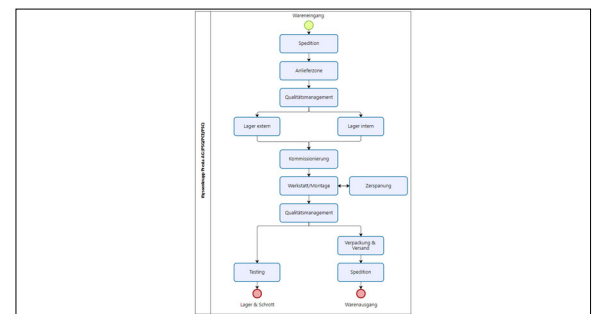 Wareneingang
Spedition
Anlieferzone
Qualitätsmanagement
Lager extern
Lager intern
Kommissionierung
Werkstatt/Montage
Zerspanung
Qualitätsmanagement
Verpackung &
Versand
Testing
Spedition
Lager & Schrott
Warenausgang